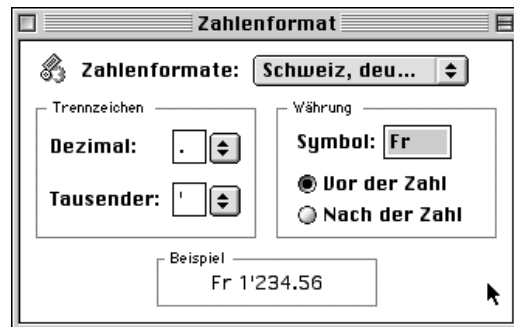 Zahlenformat
Zahlenformate: Schweiz, deu...
Trennzeichen
Dezimal: .
Tausender: '
Währung
Symbol: Fr
Vor der Zahl
Nach der Zahl
Beispiel
Fr 1'234.56